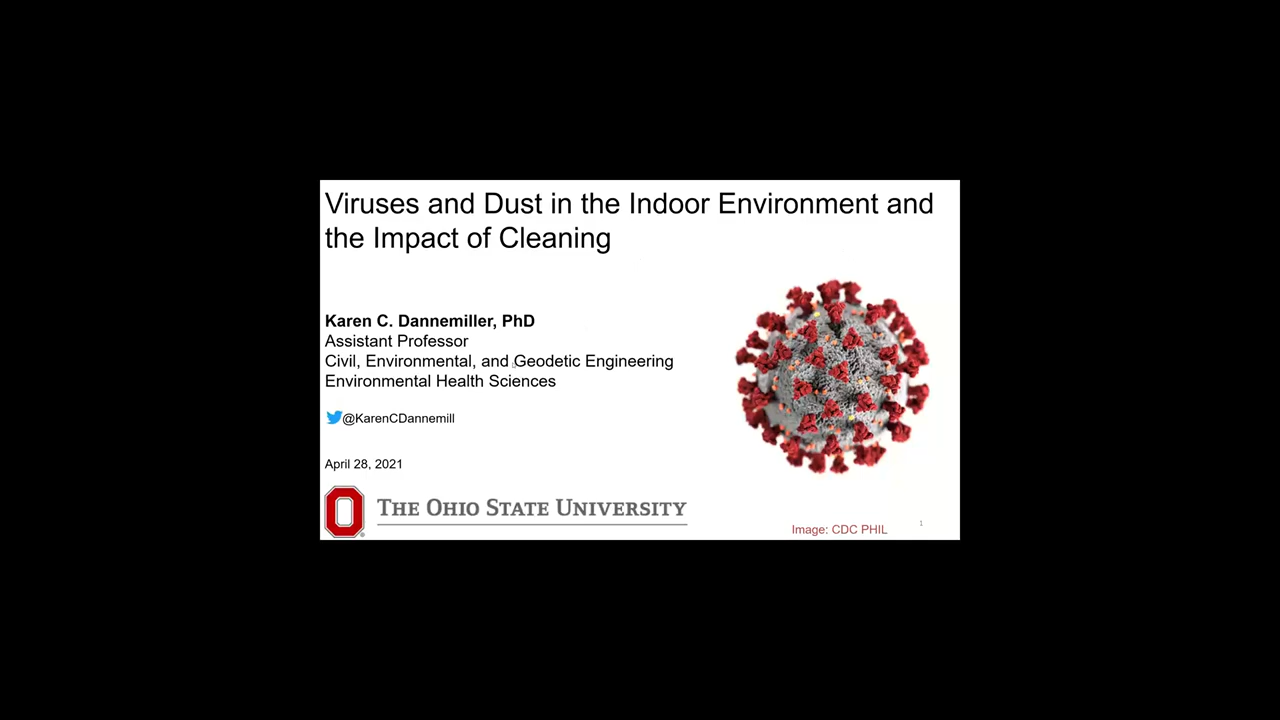 Viruses and Dust in the Indoor Environment and
the Impact of Cleaning
Karen C. Dannemiller, PhD
Assistant Professor
Civil, Environmental, and Geodetic Engineering
Environmental Health Sciences
@KarenCDannemill
April 28, 2021
THE OHIO STATE UNIVERSITY
Image: CDC PHIL
1